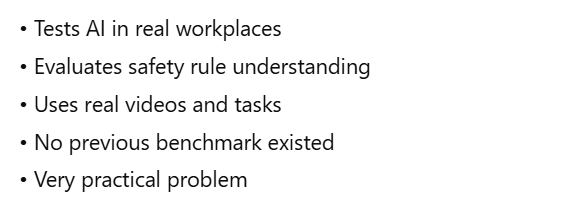 • Tests AI in real workplaces
• Evaluates safety rule understanding
• Uses real videos and tasks
• No previous benchmark existed
• Very practical problem